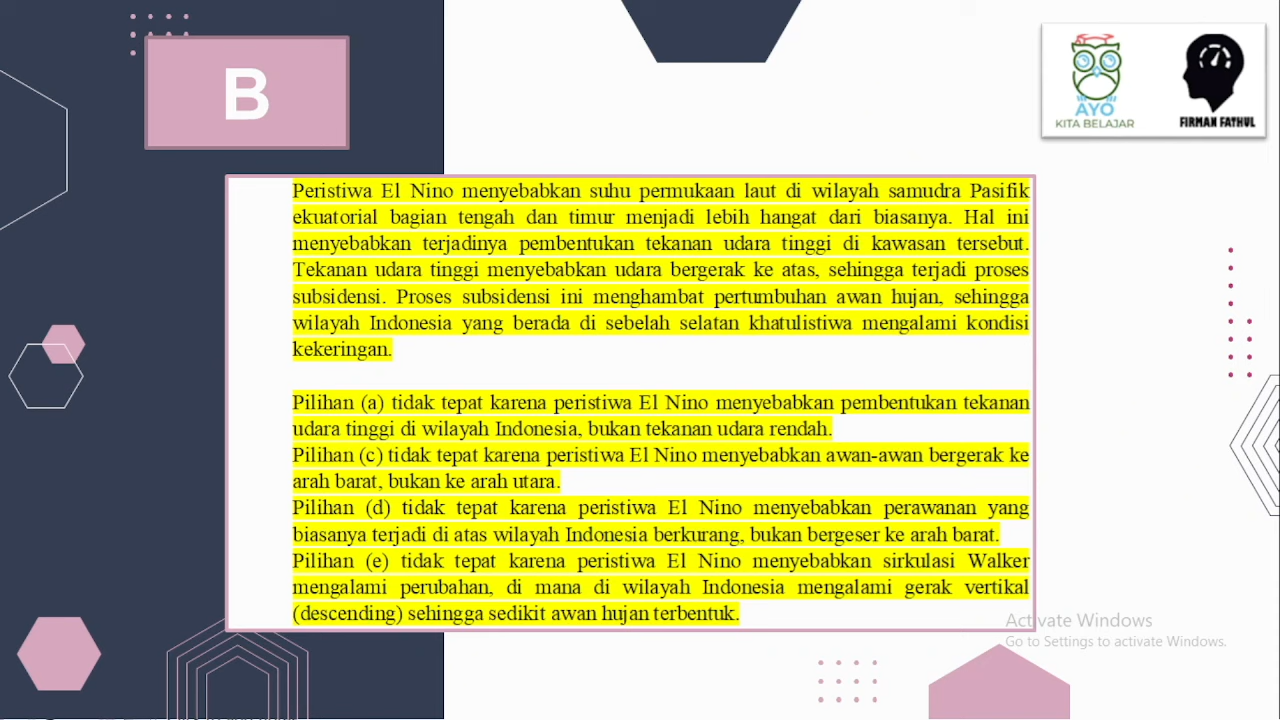 B
AYO
KITA BELAJAR
FIRMAN FATHUL
Peristiwa El Nino menyebabkan suhu permukaan laut di wilayah samudra Pasifik
ekuatorial bagian tengah dan timur menjadi lebih hangat dari biasanya. Hal ini
menyebabkan terjadinya pembentukan tekanan udara tinggi di kawasan tersebut.
Tekanan udara tinggi menyebabkan udara bergerak ke atas, sehingga terjadi proses
subsidensi. Proses subsidensi ini menghambat pertumbuhan awan hujan, sehingga
wilayah Indonesia yang berada di sebelah selatan khatulistiwa mengalami kondisi
kekeringan.
Pilihan (a) tidak tepat karena peristiwa El Nino menyebabkan pembentukan tekanan
udara tinggi di wilayah Indonesia, bukan tekanan udara rendah.
Pilihan (c) tidak tepat karena peristiwa El Nino menyebabkan awan-awan bergerak ke
arah barat, bukan ke arah utara.
Pilihan (d) tidak tepat karena peristiwa El Nino menyebabkan perawanan yang
biasanya terjadi di atas wilayah Indonesia berkurang, bukan bergeser ke arah barat.
Pilihan (e) tidak tepat karena peristiwa El Nino menyebabkan sirkulasi Walker
mengalami perubahan, di mana di wilayah Indonesia mengalami gerak vertikal
(descending) sehingga sedikit awan hujan terbentuk.
Activate Windows
Go to Settings to activate Windows.